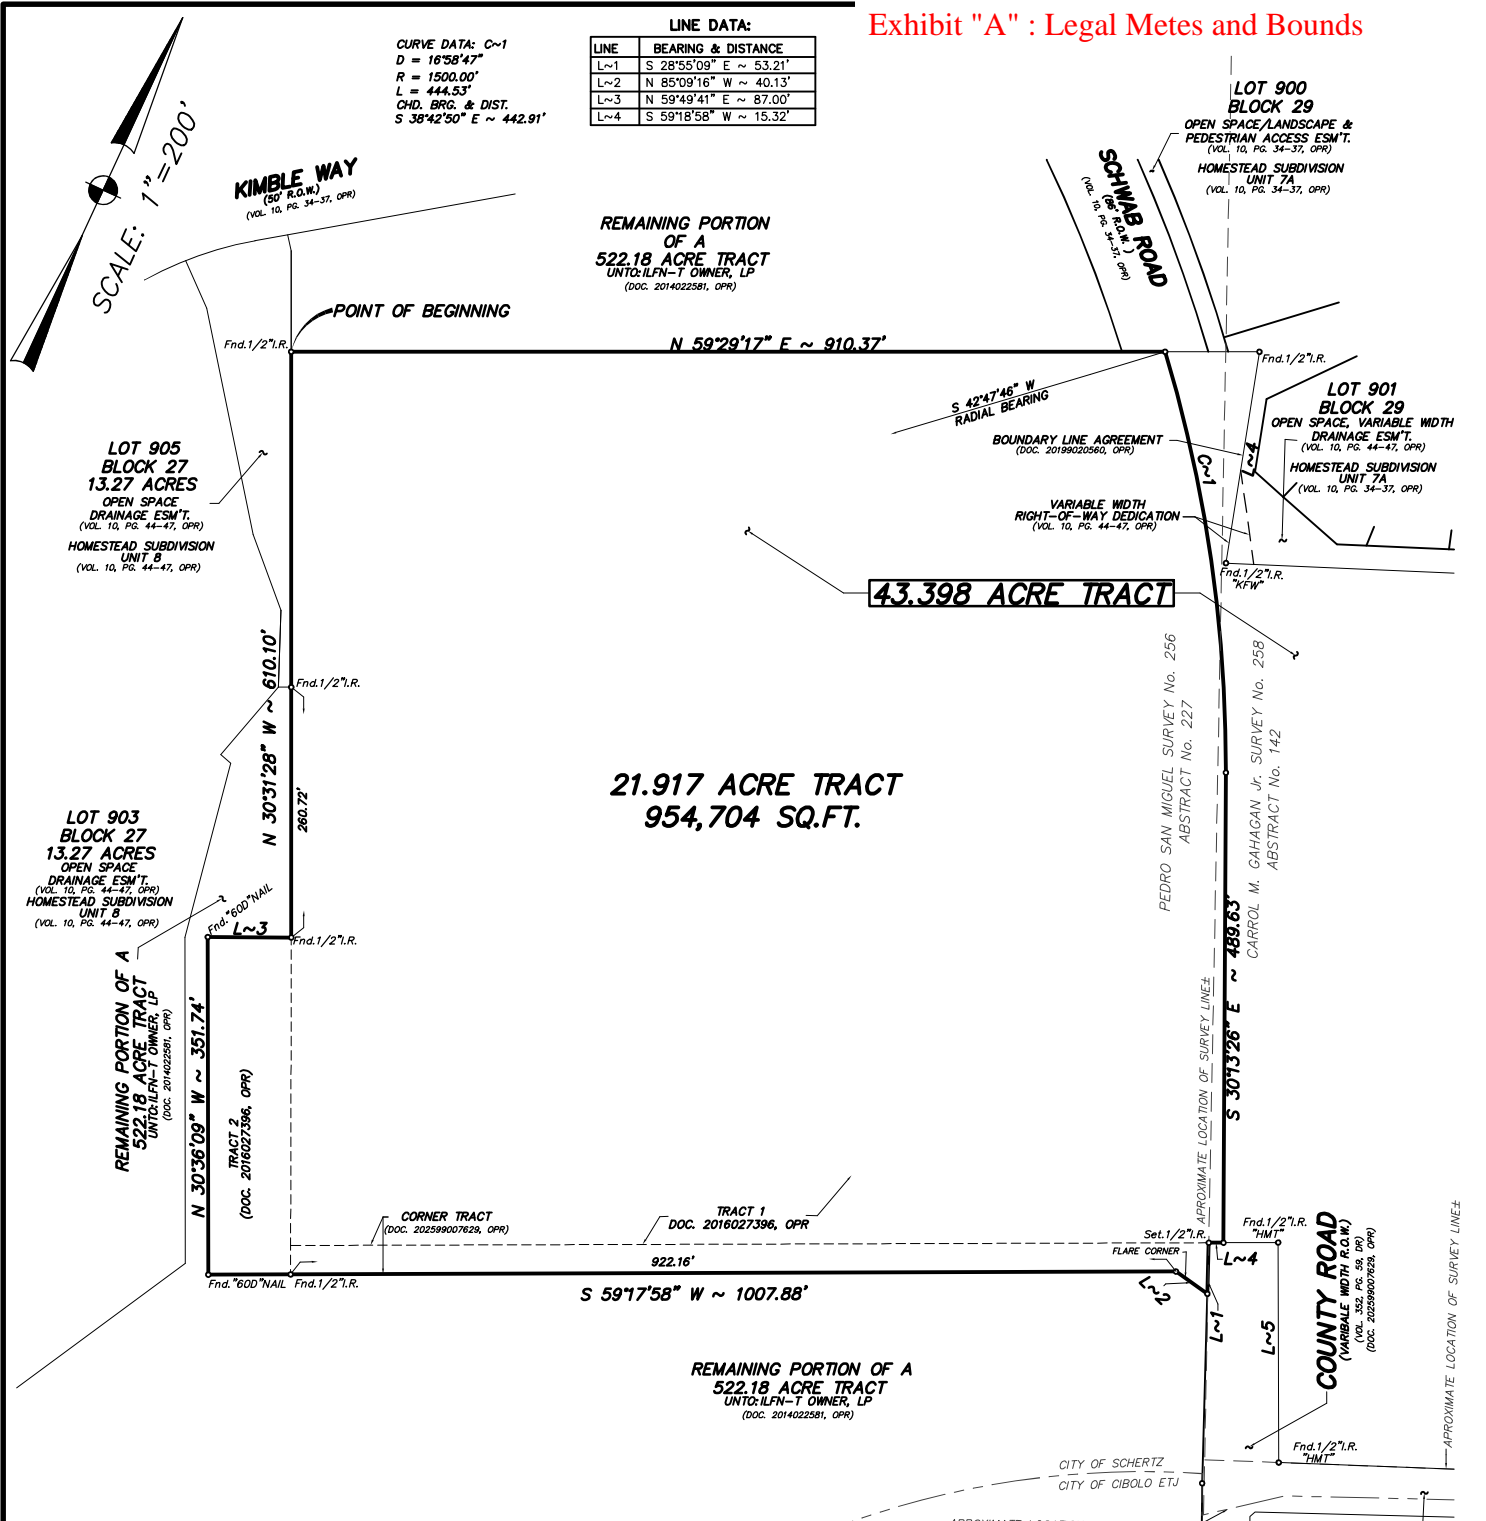 Exhibit "A" : Legal Metes and Bounds
LINE DATA:
LINE BEARING & DISTANCE
L~1 S 28°55'09" E ~ 53.21'
L~2 N 85°09'16" W ~ 40.13'
L~3 N 59°49'41" E ~ 87.00'
L~4 S 59°18'58" W ~ 15.32'
CURVE DATA: C~1
D = 16°58'47"
R = 1500.00'
L = 444.53'
CHD. BRG. & DIST.
S 38°42'50" E ~ 442.91'
SCALE: 1"=200'
KIMBLE WAY
(50' R.O.W.)
(VOL. 10, PG. 34-37, OPR)
REMAINING PORTION
OF A
522.18 ACRE TRACT
UNTO: ILFN-T OWNER, LP
(DOC. 2014022581, OPR)
SCHWAB ROAD
(86' R.O.W. )
(VOL. 10, PG. 34-37, OPR)
LOT 900
BLOCK 29
OPEN SPACE/LANDSCAPE &
PEDESTRIAN ACCESS ESM'T.
(VOL. 10, PG. 34-37, OPR)
HOMESTEAD SUBDIVISION
UNIT 7A
(VOL. 10, PG. 34-37, OPR)
POINT OF BEGINNING
Fnd.1/2"I.R.
N 59°29'17" E ~ 910.37'
Fnd.1/2"I.R.
S 42°47'46" W
RADIAL BEARING
LOT 901
BLOCK 29
OPEN SPACE, VARIABLE WIDTH
DRAINAGE ESM'T.
(VOL. 10, PG. 44-47, OPR)
HOMESTEAD SUBDIVISION
UNIT 7A
(VOL. 10, PG. 34-37, OPR)
BOUNDARY LINE AGREEMENT
(DOC. 20199020560, OPR)
C~1
L~4
VARIABLE WIDTH
RIGHT-OF-WAY DEDICATION
(VOL. 10, PG. 44-47, OPR)
Fnd.1/2"I.R.
"KFW"
LOT 905
BLOCK 27
13.27 ACRES
OPEN SPACE
DRAINAGE ESM'T.
(VOL. 10, PG. 44-47, OPR)
HOMESTEAD SUBDIVISION
UNIT 8
(VOL. 10, PG. 44-47, OPR)
43.398 ACRE TRACT
N 30°31'28" W ~ 610.10'
Fnd.1/2"I.R.
260.72'
21.917 ACRE TRACT
954,704 SQ.FT.
PEDRO SAN MIGUEL SURVEY No. 256
ABSTRACT No. 227
CARROL M. GAHAGAN Jr. SURVEY No. 258
ABSTRACT No. 142
LOT 903
BLOCK 27
13.27 ACRES
OPEN SPACE
DRAINAGE ESM'T.
(VOL. 10, PG. 44-47, OPR)
HOMESTEAD SUBDIVISION
UNIT 8
(VOL. 10, PG. 44-47, OPR)
Fnd."60D"NAIL
L~3
Fnd.1/2"I.R.
REMAINING PORTION OF A
522.18 ACRE TRACT
UNTO: ILFN-T OWNER, LP
(DOC. 2014022581, OPR)
N 30°36'09" W ~ 351.74'
TRACT 2
(DOC. 2016027396, OPR)
S 30°13'26" E ~ 489.63'
APROXIMATE LOCATION OF SURVEY LINE±
CORNER TRACT
(DOC. 202599007629, OPR)
TRACT 1
DOC. 2016027396, OPR
Set.1/2"I.R.
FLARE CORNER
Fnd.1/2"I.R.
"HMT"
L~4
922.16'
Fnd."60D"NAIL
Fnd.1/2"I.R.
S 59°17'58" W ~ 1007.88'
L~2
L~1
L~5
COUNTY ROAD
(VARIBALE WIDTH R.O.W.)
(VOL. 352, PG. 59, DR)
(DOC. 202599007629, OPR)
APROXIMATE LOCATION OF SURVEY LINE±
REMAINING PORTION OF A
522.18 ACRE TRACT
UNTO: ILFN-T OWNER, LP
(DOC. 2014022581, OPR)
Fnd.1/2"I.R.
"HMT"
CITY OF SCHERTZ
CITY OF CIBOLO ETJ